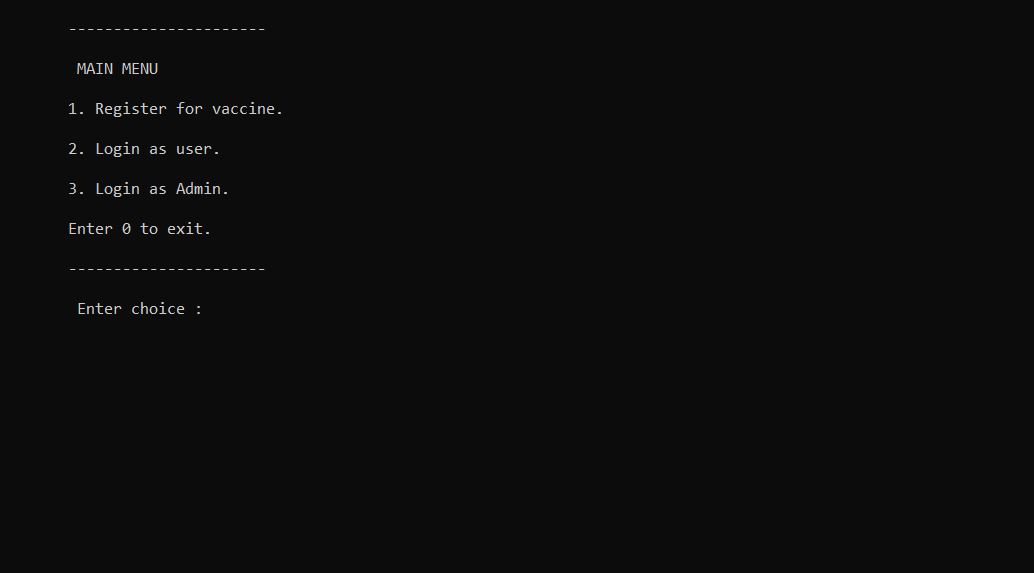 ----------------------
MAIN MENU
1. Register for vaccine.
2. Login as user.
3. Login as Admin.
Enter 0 to exit.
----------------------
Enter choice :